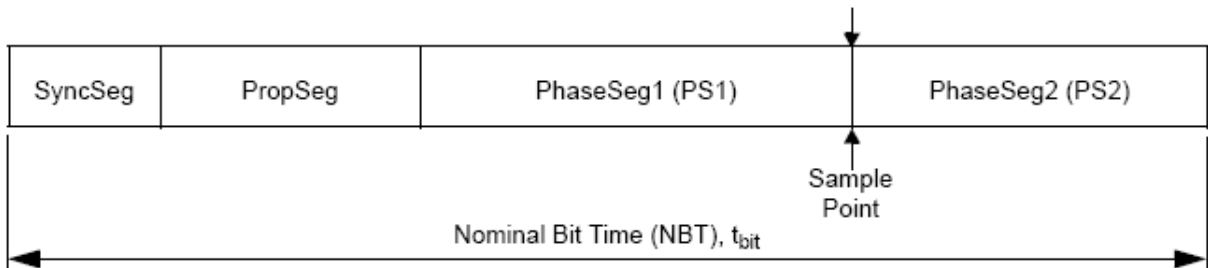 SyncSeg PropSeg PhaseSeg1 (PS1) PhaseSeg2 (PS2)
Sample
Point
Nominal Bit Time (NBT), tbit